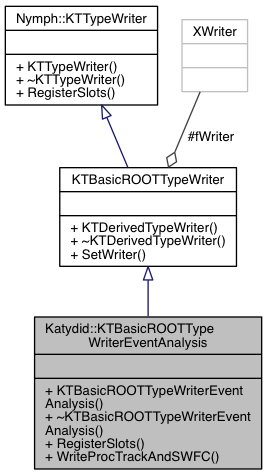 Nymph::KTTypeWriter
+ KTTypeWriter()
+ ~KTTypeWriter()
+ RegisterSlots()
XWriter
#fWriter
KTBasicROOTTypeWriter
+ KTDerivedTypeWriter()
+ ~KTDerivedTypeWriter()
+ SetWriter()
Katydid::KTBasicROOTType
WriterEventAnalysis
+ KTBasicROOTTypeWriterEvent
Analysis()
+ ~KTBasicROOTTypeWriterEvent
Analysis()
+ RegisterSlots()
+ WriteProcTrackAndSWFC()